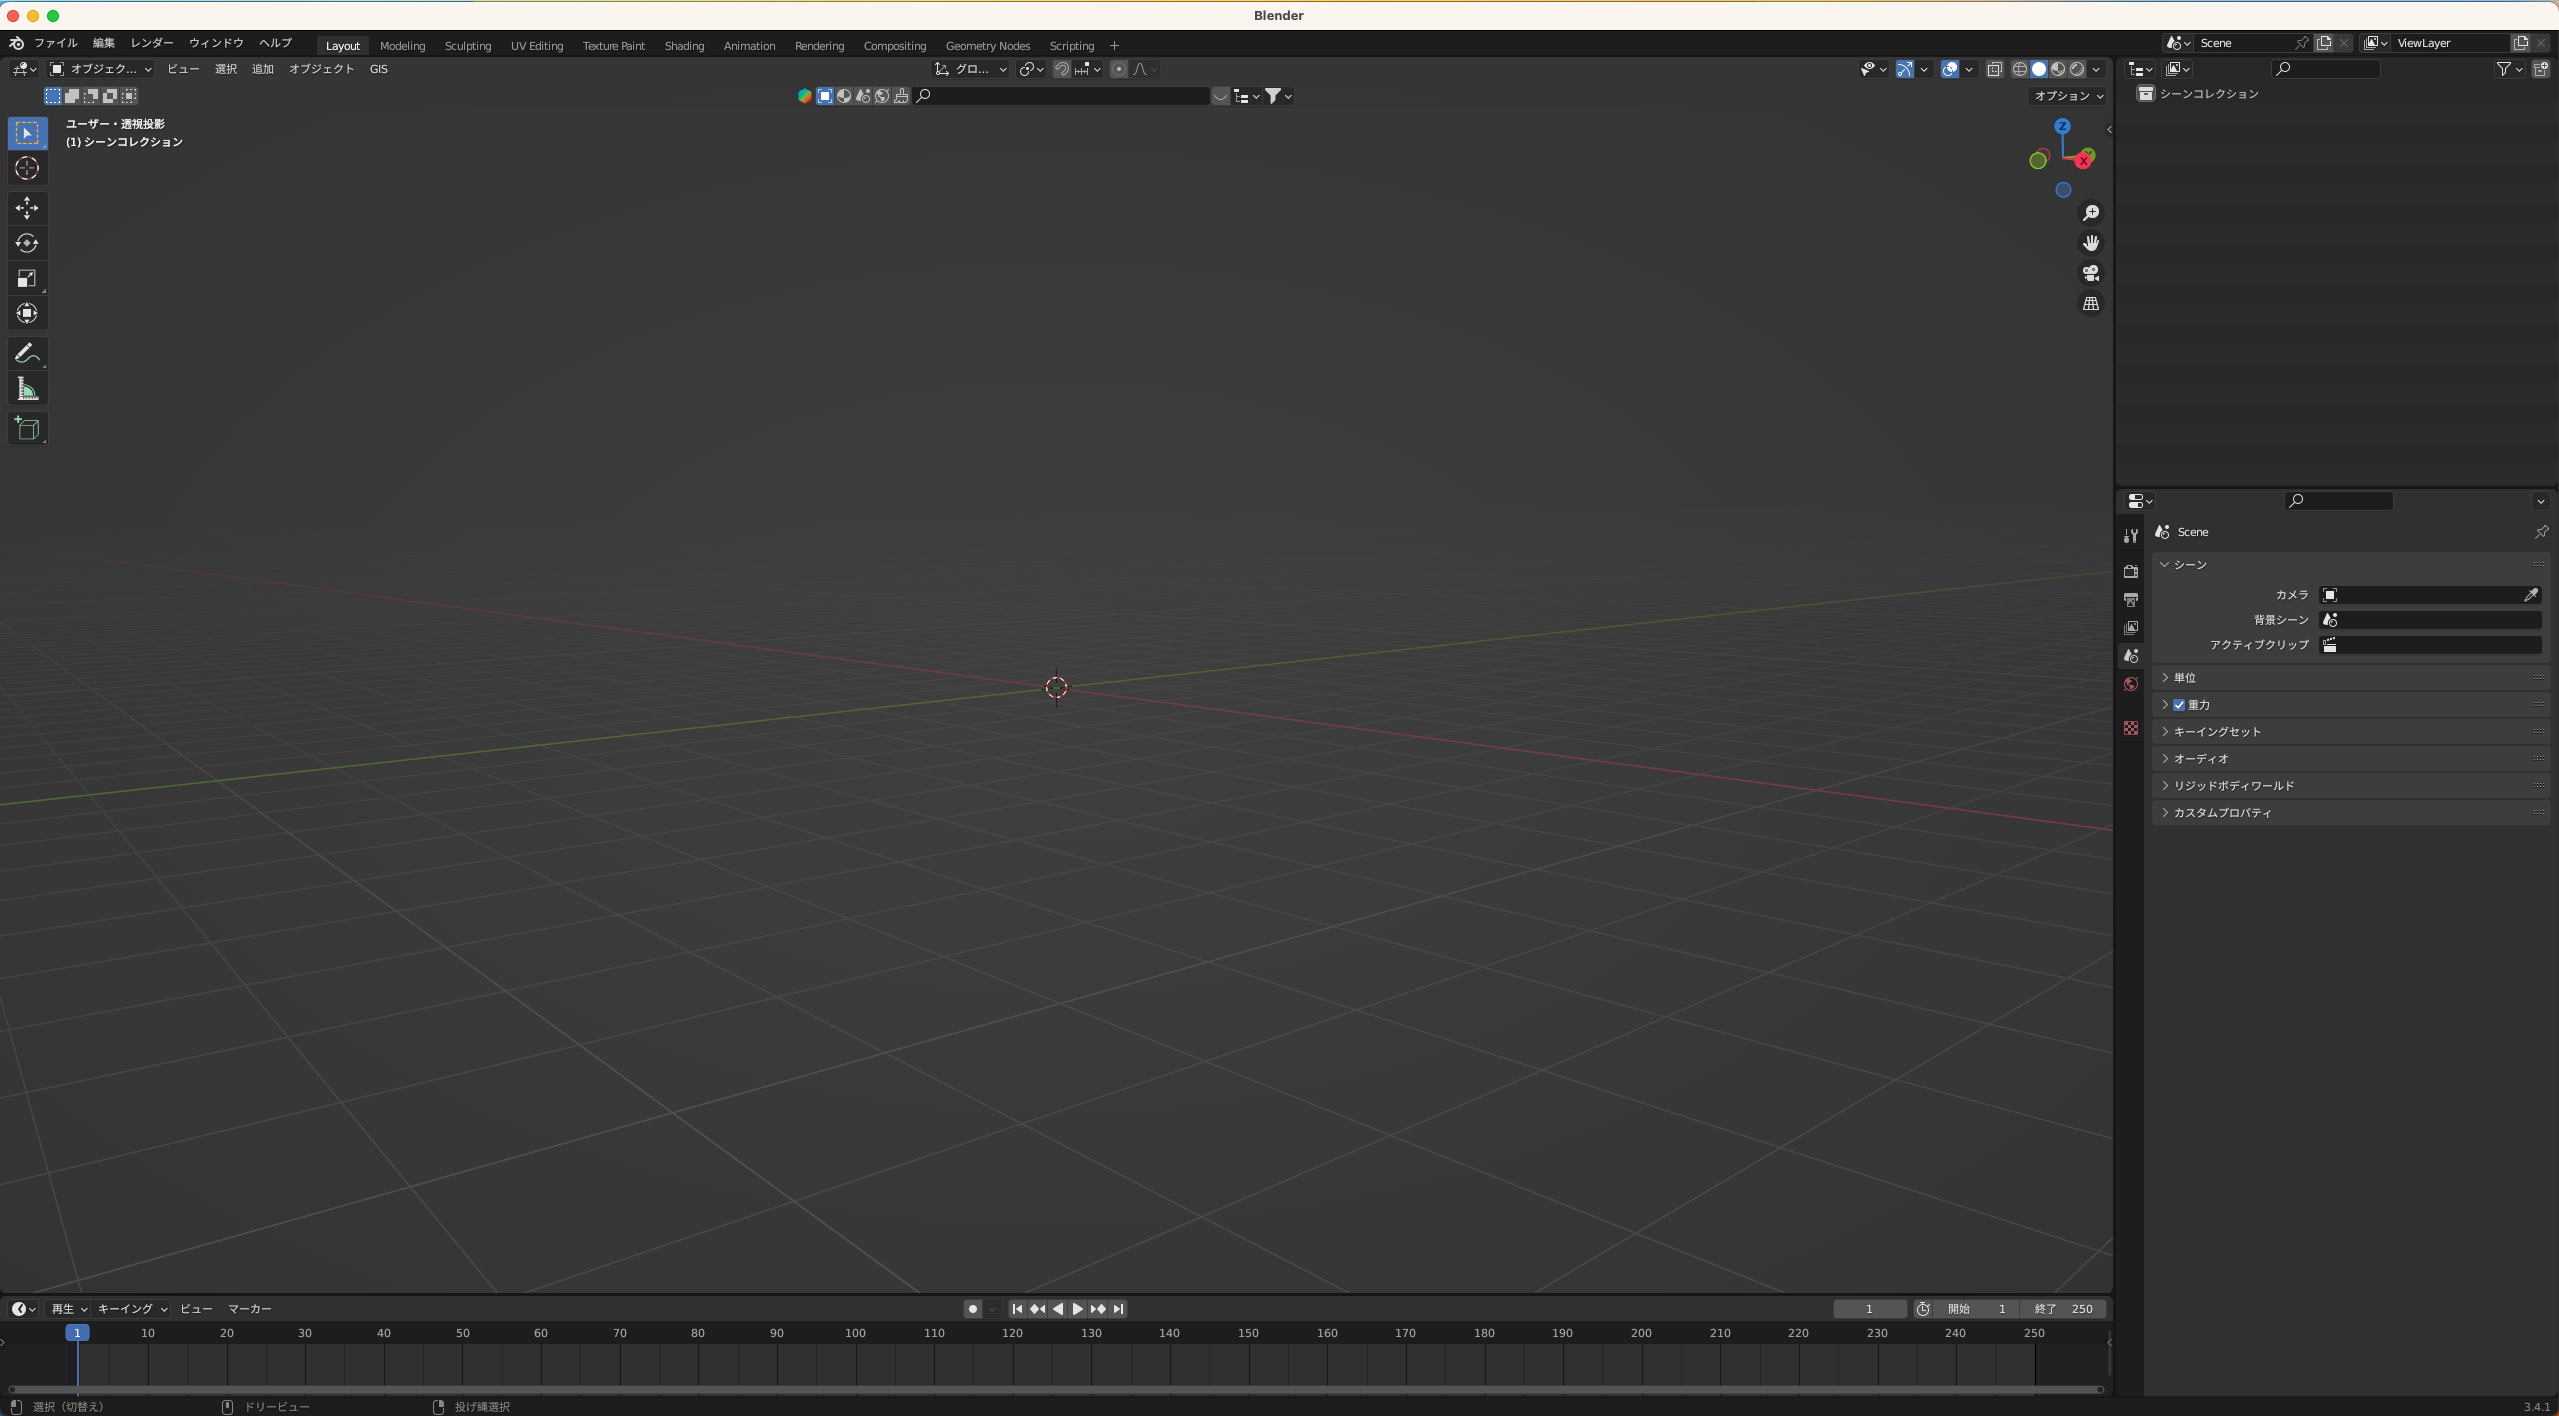 Blender
ファイル 編集 レンダー ウィンドウ ヘルプ Layout Modeling Sculpting UV Editing Texture Paint Shading Animation Rendering Compositing Geometry Nodes Scripting + Scene ViewLayer
オブジェク... ビュー 選択 追加 オブジェクト GIS グロ...
オプション
シーンコレクション
ユーザー・透視投影
(1) シーンコレクション
Z
Y
X
Scene
シーン
カメラ
背景シーン
アクティブクリップ
単位
重力
キーイングセット
オーディオ
リジッドボディワールド
カスタムプロパティ
再生 キーイング ビュー マーカー 1 開始 1 終了 250
1 10 20 30 40 50 60 70 80 90 100 110 120 130 140 150 160 170 180 190 200 210 220 230 240 250
選択（切替え） ドリービュー 投げ縄選択 3.4.1